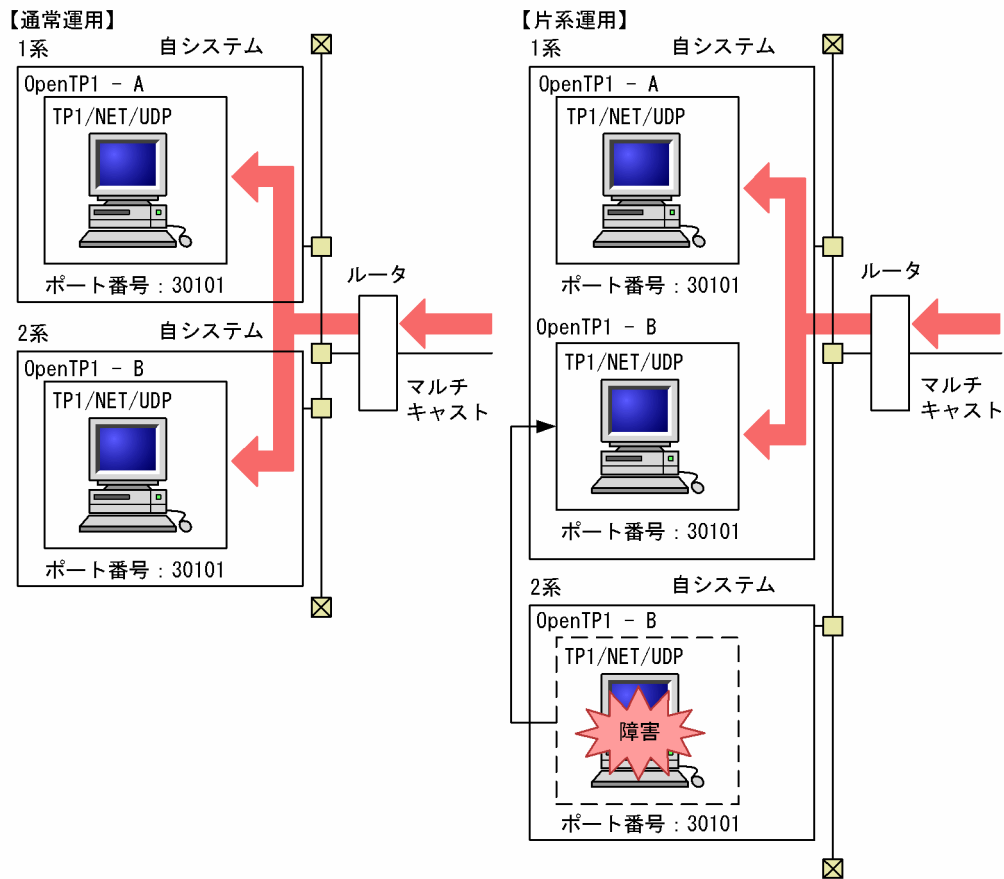 【通常運用】
1系
自システム
OpenTP1 - A
TP1/NET/UDP
ポート番号:30101
ルータ
2系
自システム
OpenTP1 - B
TP1/NET/UDP
ポート番号:30101
マルチ
キャスト
【片系運用】
1系
自システム
OpenTP1 - A
TP1/NET/UDP
ポート番号:30101
ルータ
OpenTP1 - B
TP1/NET/UDP
ポート番号:30101
マルチ
キャスト
2系
自システム
OpenTP1 - B
TP1/NET/UDP
障害
ポート番号:30101